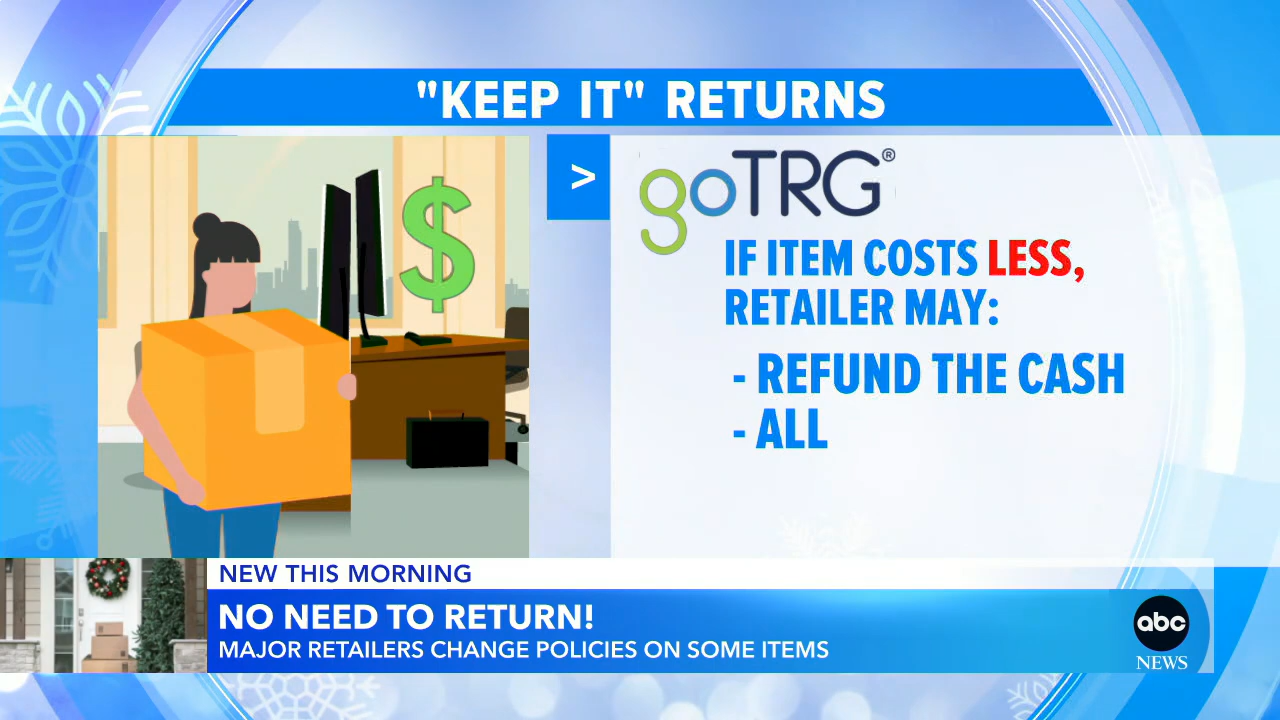 "KEEP IT" RETURNS
>
goTRG®
IF ITEM COSTS LESS,
RETAILER MAY:
- REFUND THE CASH
- ALL
$
NEW THIS MORNING
NO NEED TO RETURN!
MAJOR RETAILERS CHANGE POLICIES ON SOME ITEMS
abc
NEWS